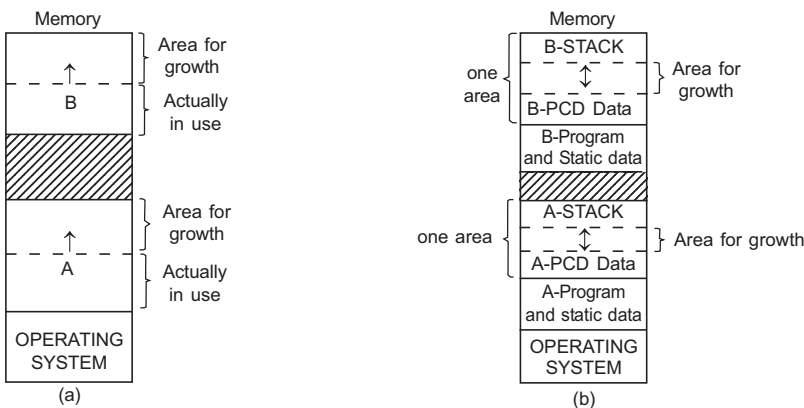 Memory
Area for
growth
B
Actually
in use
Area for
growth
A
Actually
in use
OPERATING
SYSTEM
(a)
Memory
B-STACK
one
area
Area for
growth
B-PCD Data
B-Program
and Static data
A-STACK
one area
Area for growth
A-PCD Data
A-Program
and static data
OPERATING
SYSTEM
(b)